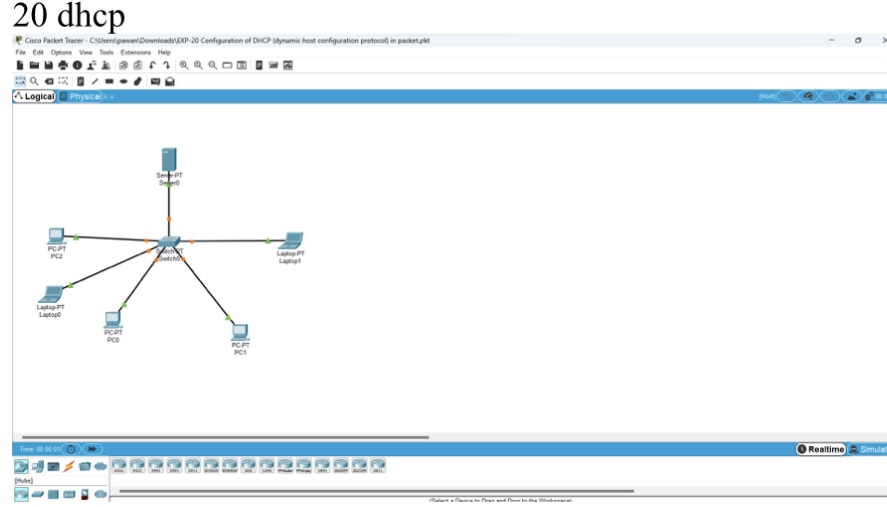 20 dhcp
Cisco Packet Tracer - C:\Users\pawan\Downloads\EXP-20 Configuration of DHCP (dynamic host configuration protocol) in packet.pkt
File Edit Options View Tools Extensions Help
Logical Physical
[Root]
Server-PT
Server0
PC-PT
PC2
Switch-PT
Switch0
Laptop-PT
Laptop1
Laptop-PT
Laptop0
PC-PT
PC0
PC-PT
PC1
Time: 00:00:01
Realtime Simulat
[Hubs]
(Select a Device to Drag and Drop to the Workspace)